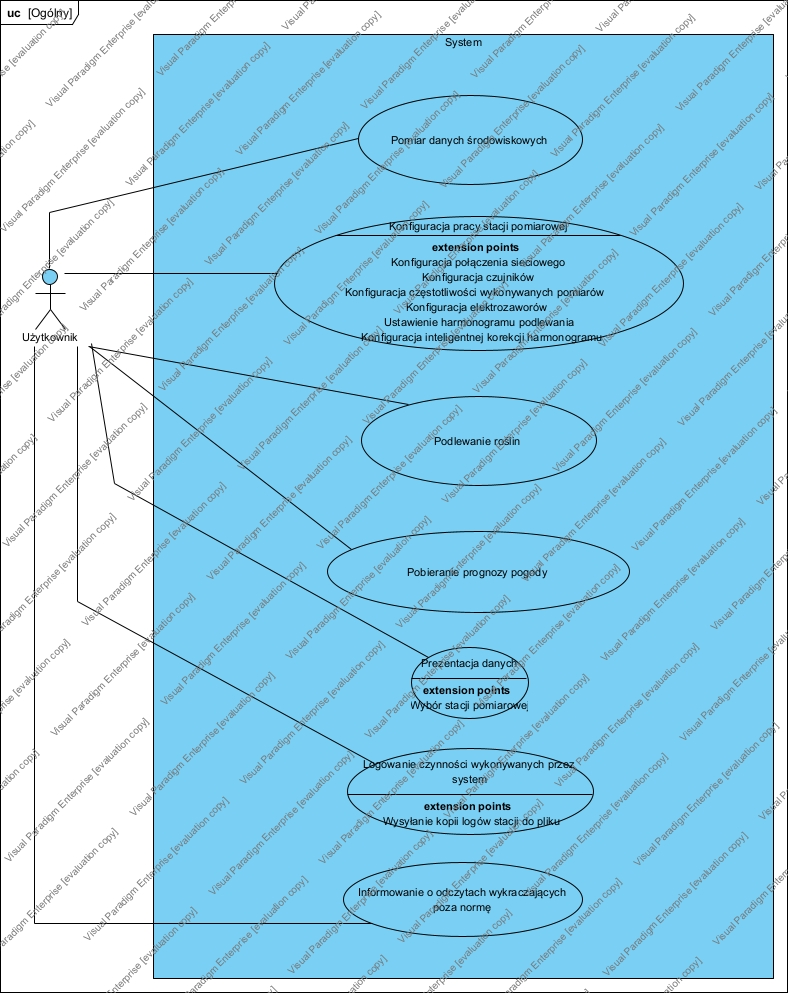 uc [Ogólny]
System
Pomiar danych środowiskowych
Konfiguracja pracy stacji pomiarowej
extension points
Konfiguracja połączenia sieciowego
Konfiguracja czujników
Konfiguracja częstotliwości wykonywanych pomiarów
Konfiguracja elektrozaworów
Ustawienie harmonogramu podlewania
Konfiguracja inteligentnej korekcji harmonogramu
Użytkownik
Podlewanie roślin
Pobieranie prognozy pogody
Prezentacja danych
extension points
Wybór stacji pomiarowej
Logowanie czynności wykonywanych przez
system
extension points
Wysyłanie kopii logów stacji do pliku
Informowanie o odczytach wykraczających
poza normę
Visual Paradigm Enterprise [evaluation copy]